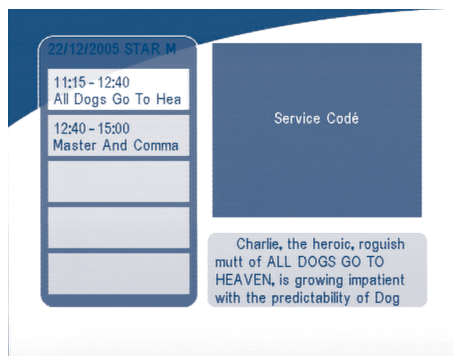 22/12/2005 STAR M
11:15 - 12:40
All Dogs Go To Hea
12:40 - 15:00
Master And Comma
Service Codé
Charlie, the heroic, roguish
mutt of ALL DOGS GO TO
HEAVEN, is growing impatient
with the predictability of Dog